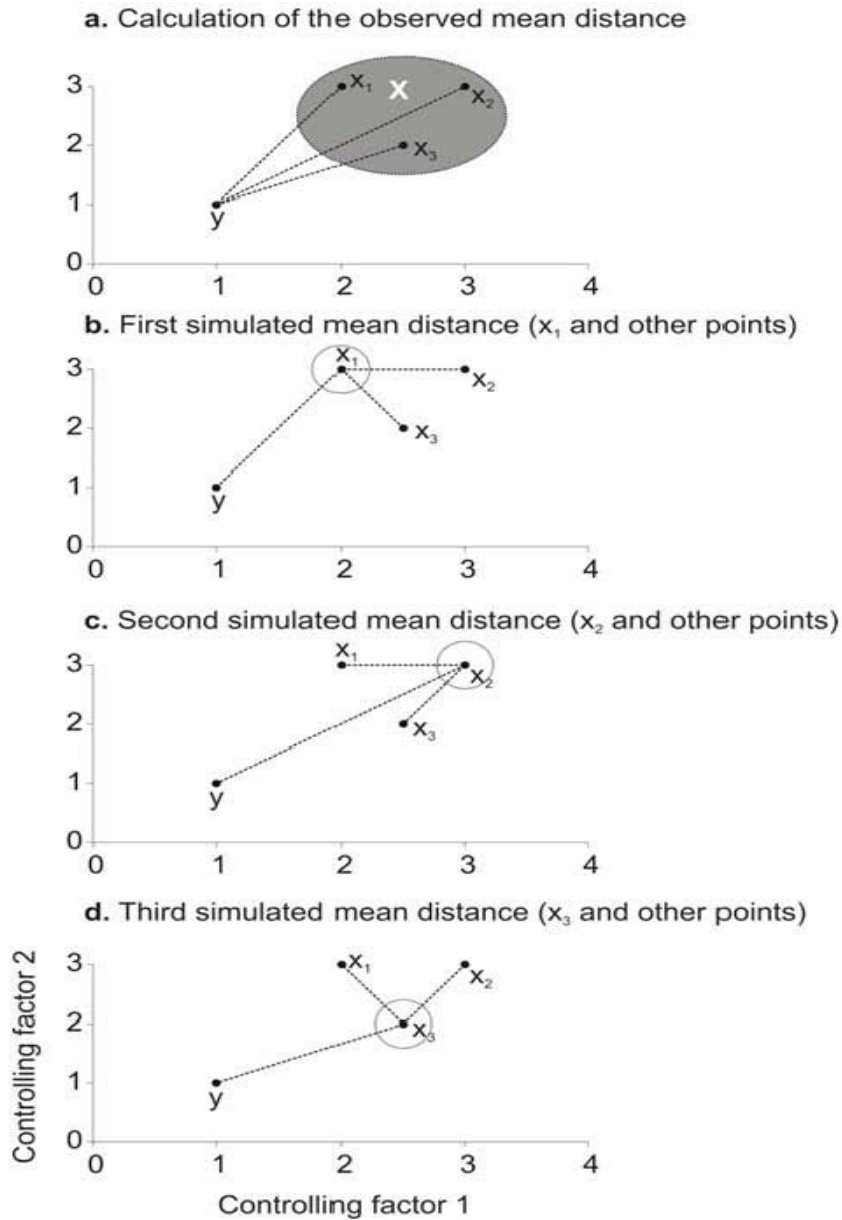 a. Calculation of the observed mean distance
3
x₁
X
x₂
2
x₃
1
y
0
0 1 2 3 4
b. First simulated mean distance (x₁ and other points)
3
x₁
x₂
2
x₃
1
y
0
0 1 2 3 4
c. Second simulated mean distance (x₂ and other points)
3
x₁
x₂
2
x₃
1
y
0
0 1 2 3 4
d. Third simulated mean distance (x₃ and other points)
3
x₁
x₂
2
x₃
1
y
0
0 1 2 3 4
Controlling factor 2
Controlling factor 1